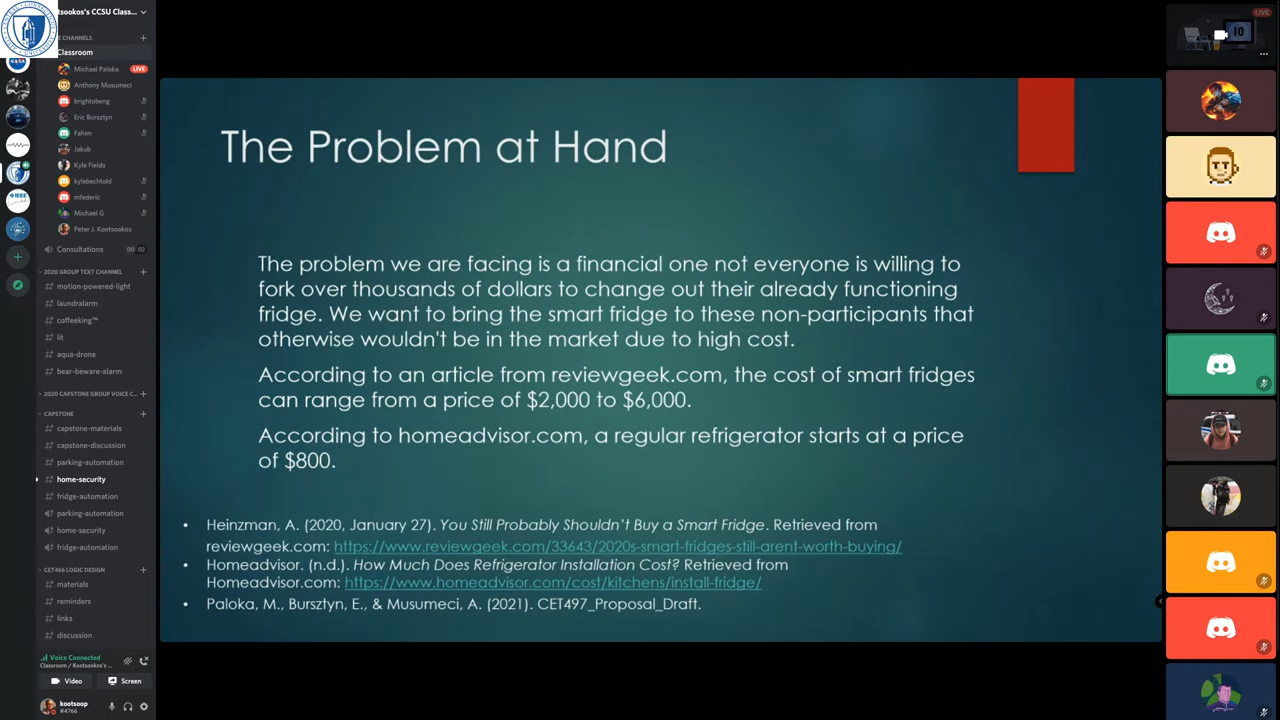 tsookos's CCSU Class...
E CHANNELS
Classroom
Michael Paloka LIVE
Anthony Musumeci
brightobeng
Eric Bursztyn
Fahim
Jakub
Kyle Fields
kylebechtold
mfederic
Michael G
Peter J. Kootsookos
Consultations 00 02
2020 GROUP TEXT CHANNEL
motion-powered-light
laundralarm
coffeeking™
lit
aqua-drone
bear-beware-alarm
2020 CAPSTONE GROUP VOICE C...
CAPSTONE
capstone-materials
capstone-discussion
parking-automation
home-security
fridge-automation
parking-automation
home-security
fridge-automation
CET466 LOGIC DESIGN
materials
reminders
links
discussion
Voice Connected
Classroom / Kootsookos's ...
Video Screen
kootsoop
#4766
NASA
IEEE
The Problem at Hand
The problem we are facing is a financial one not everyone is willing to
fork over thousands of dollars to change out their already functioning
fridge. We want to bring the smart fridge to these non-participants that
otherwise wouldn't be in the market due to high cost.
According to an article from reviewgeek.com, the cost of smart fridges
can range from a price of $2,000 to $6,000.
According to homeadvisor.com, a regular refrigerator starts at a price
of $800.
• Heinzman, A. (2020, January 27). You Still Probably Shouldn't Buy a Smart Fridge. Retrieved from
reviewgeek.com: https://www.reviewgeek.com/33643/2020s-smart-fridges-still-arent-worth-buying/
• Homeadvisor. (n.d.). How Much Does Refrigerator Installation Cost? Retrieved from
Homeadvisor.com: https://www.homeadvisor.com/cost/kitchens/install-fridge/
• Paloka, M., Bursztyn, E., & Musumeci, A. (2021). CET497_Proposal_Draft.
LIVE
10